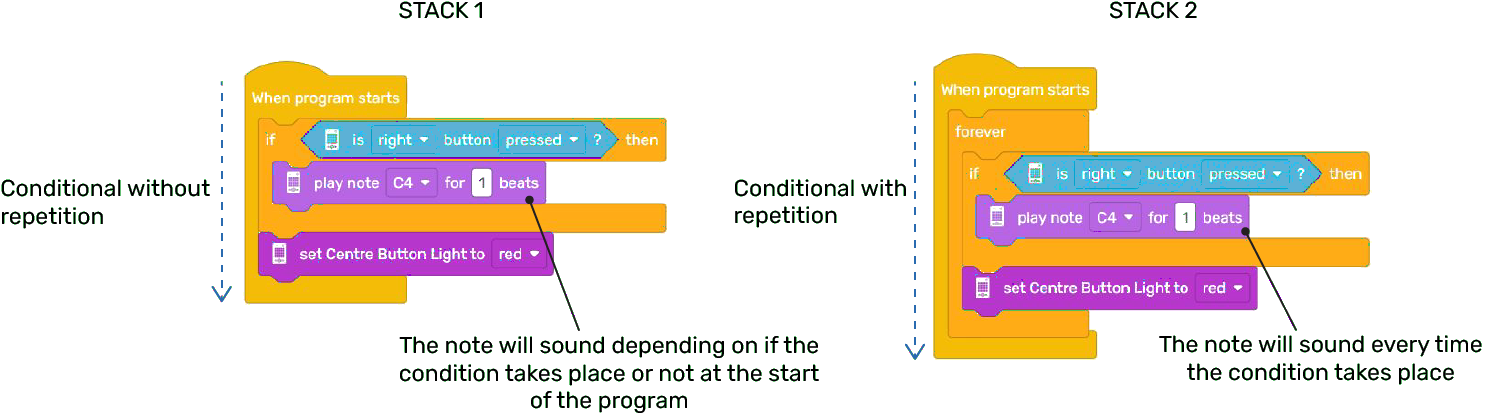 STACK 1
When program starts
if is right button pressed ? then
play note C4 for 1 beats
set Centre Button Light to red
Conditional without
repetition
The note will sound depending on if the
condition takes place or not at the start
of the program
STACK 2
When program starts
forever
if is right button pressed ? then
play note C4 for 1 beats
set Centre Button Light to red
Conditional with
repetition
The note will sound every time
the condition takes place